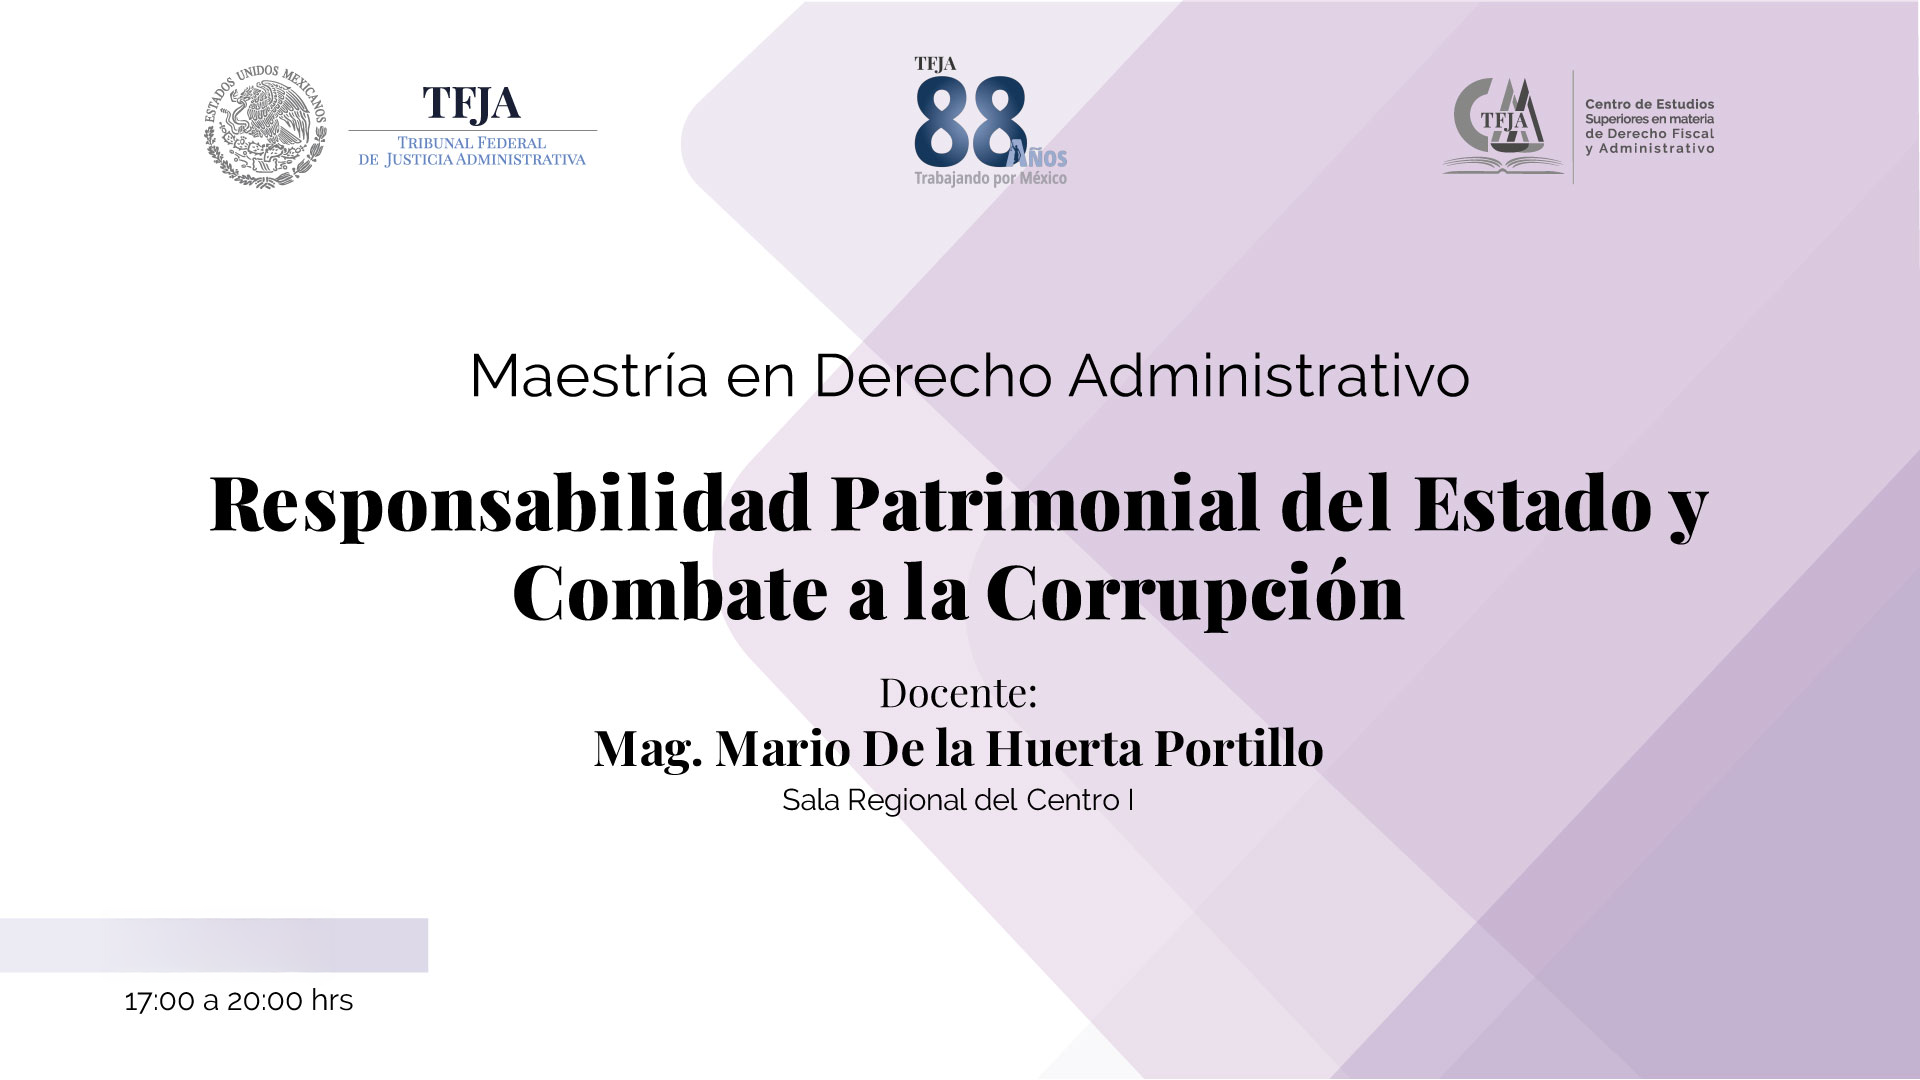 ESTADOS UNIDOS MEXICANOS
TFJA
TRIBUNAL FEDERAL
DE JUSTICIA ADMINISTRATIVA
TFJA
88
AÑOS
Trabajando por México
TFJA
Centro de Estudios
Superiores en materia
de Derecho Fiscal
y Administrativo
Maestría en Derecho Administrativo
Responsabilidad Patrimonial del Estado y
Combate a la Corrupción
Docente:
Mag. Mario De la Huerta Portillo
Sala Regional del Centro I
17:00 a 20:00 hrs